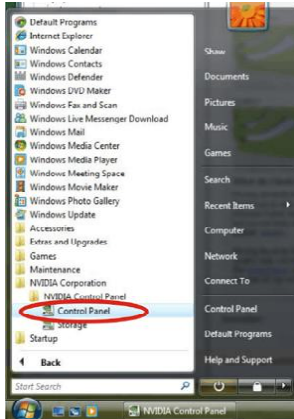 Default Programs
Internet Explorer
Windows Calendar
Windows Contacts
Windows Defender
Windows DVD Maker
Windows Fax and Scan
Windows Live Messenger Download
Windows Mail
Windows Media Center
Windows Media Player
Windows Meeting Space
Windows Movie Maker
Windows Photo Gallery
Windows Update
Accessories
Extras and Upgrades
Games
Maintenance
NVIDIA Corporation
NVIDIA Control Panel
Control Panel
Storage
Startup
Back
Start Search
Shaw
Documents
Pictures
Music
Games
Search
Recent Items
Computer
Network
Connect To
Control Panel
Default Programs
Help and Support
NVIDIA Control Panel